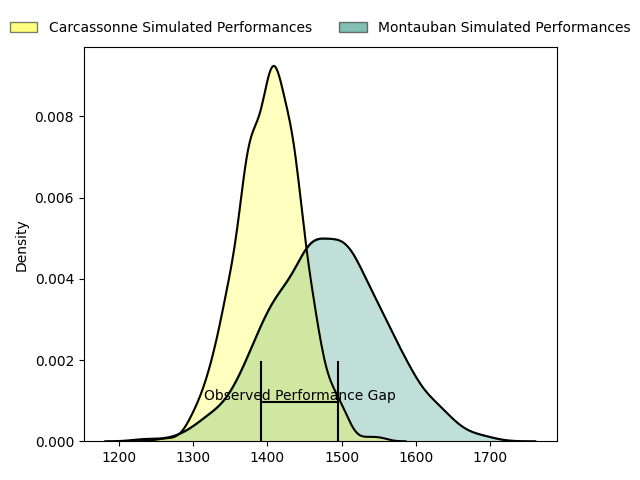 Carcassonne Simulated Performances
Montauban Simulated Performances
0.008
0.006
0.004
0.002
0.000
Density
Observed Performance Gap
1200 1300 1400 1500 1600 1700